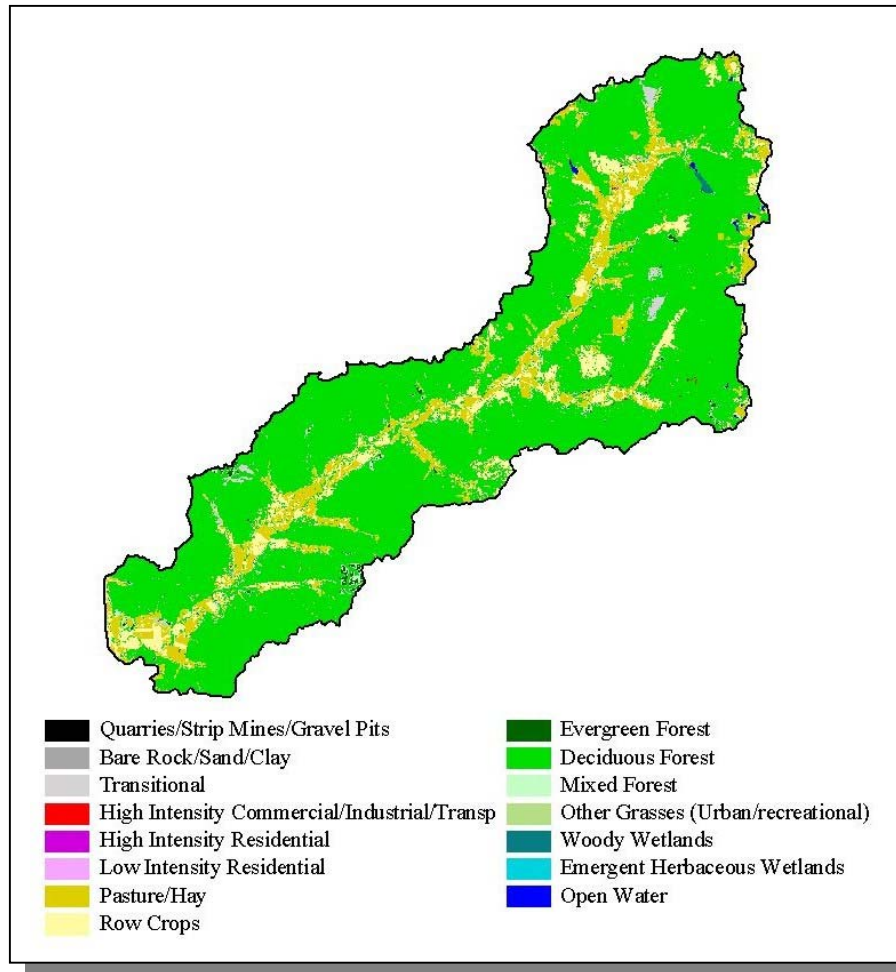 Quarries/Strip Mines/Gravel Pits
Bare Rock/Sand/Clay
Transitional
High Intensity Commercial/Industrial/Transp
High Intensity Residential
Low Intensity Residential
Pasture/Hay
Row Crops
Evergreen Forest
Deciduous Forest
Mixed Forest
Other Grasses (Urban/recreational)
Woody Wetlands
Emergent Herbaceous Wetlands
Open Water